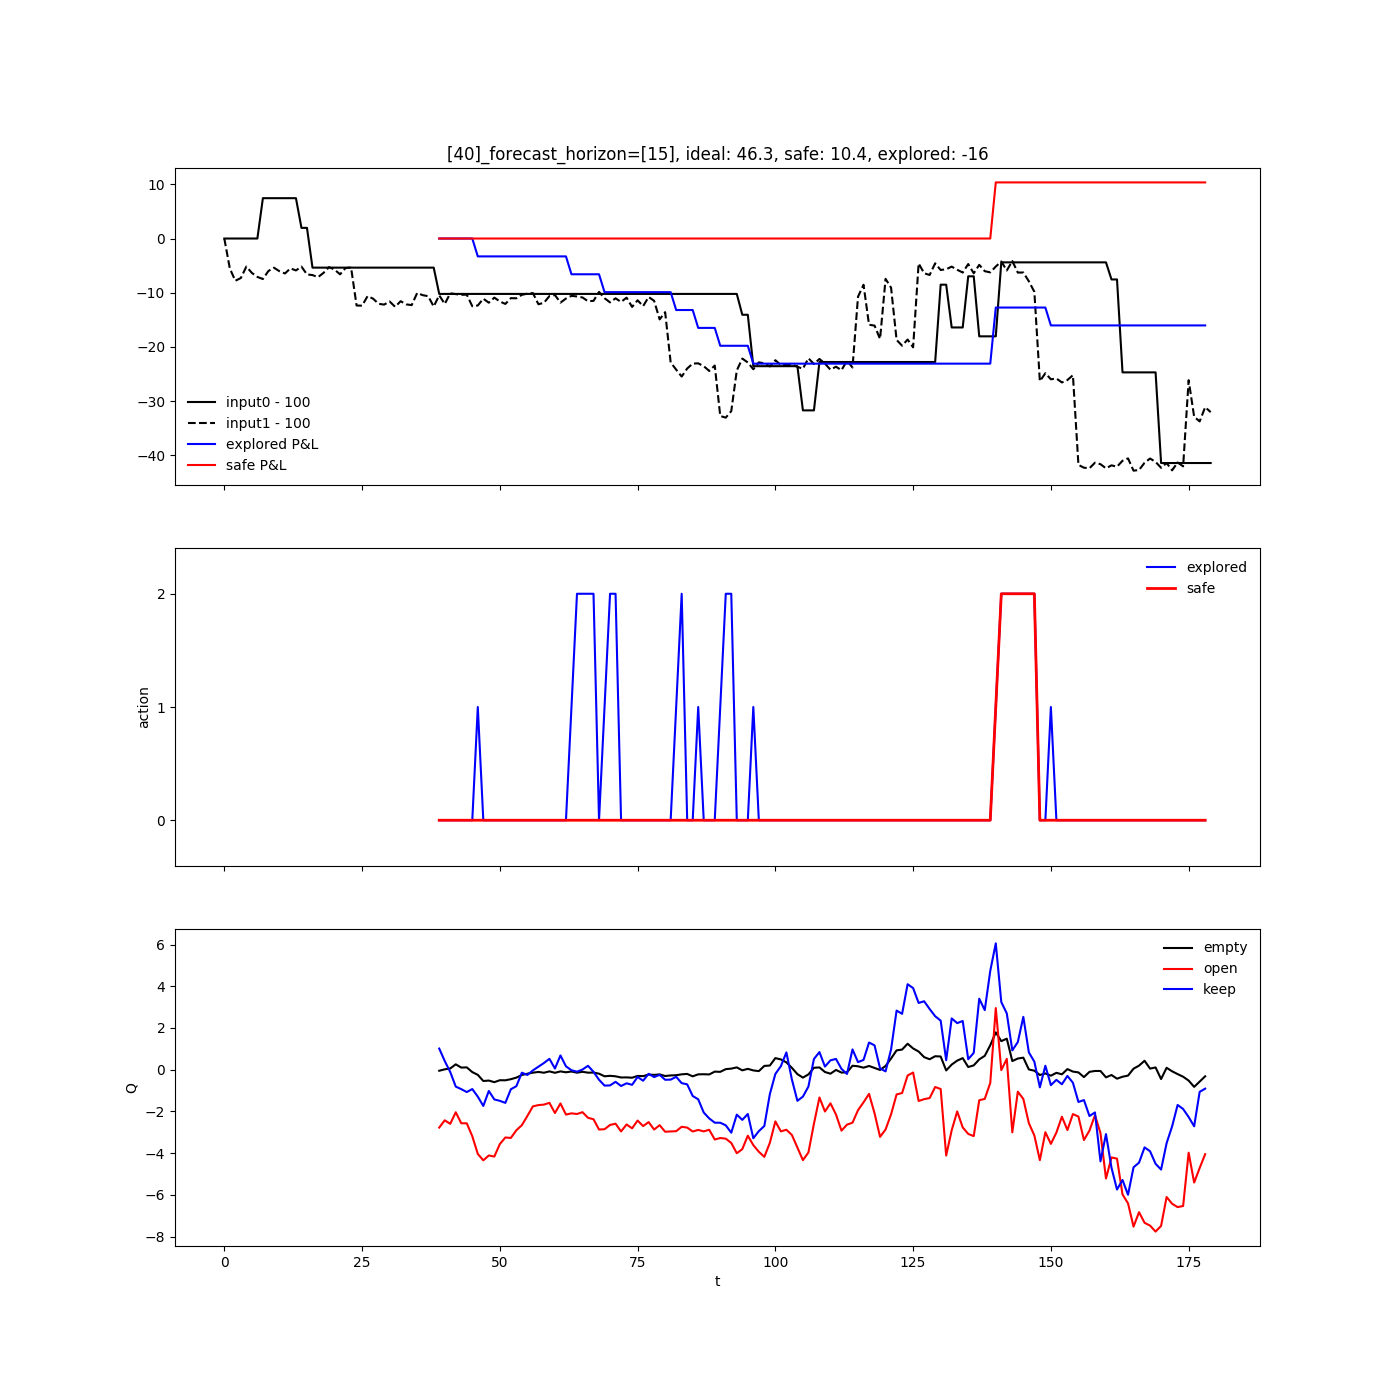 [40]_forecast_horizon=[15], ideal: 46.3, safe: 10.4, explored: -16
10
0
−10
−20
−30
−40
input0 - 100
input1 - 100
explored P&L
safe P&L
2
1
0
action
explored
safe
6
4
2
0
−2
−4
−6
−8
Q
empty
open
keep
0 25 50 75 100 125 150 175
t